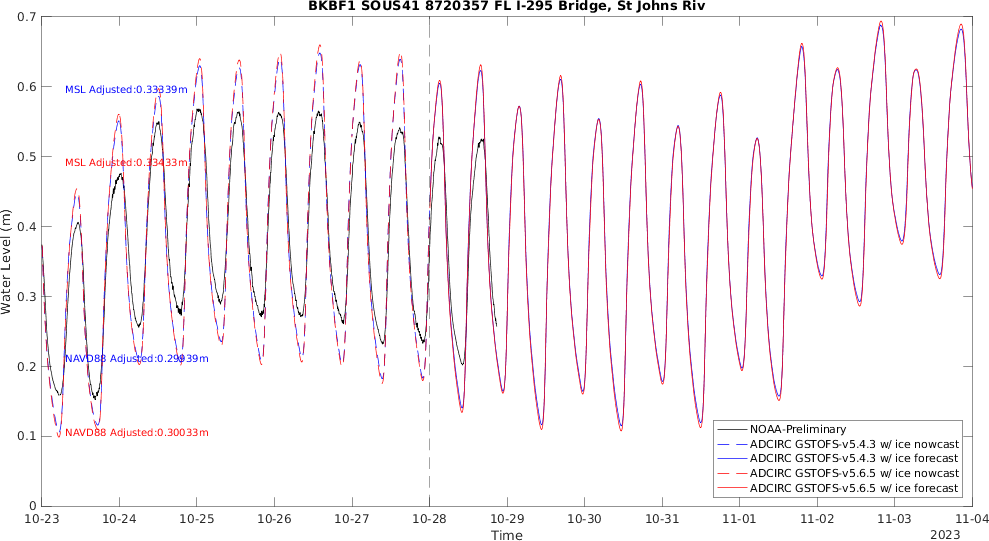 BKBF1 SOUS41 8720357 FL I-295 Bridge, St Johns Riv
0.7
0.6
0.5
0.4
0.3
0.2
0.1
0
Water Level (m)
MSL Adjusted:0.33339m
MSL Adjusted:0.33433m
NAVD88 Adjusted:0.29939m
NAVD88 Adjusted:0.30033m
NOAA-Preliminary
ADCIRC GSTOFS-v5.4.3 w/ ice nowcast
ADCIRC GSTOFS-v5.4.3 w/ ice forecast
ADCIRC GSTOFS-v5.6.5 w/ ice nowcast
ADCIRC GSTOFS-v5.6.5 w/ ice forecast
10-23 10-24 10-25 10-26 10-27 10-28 10-29 10-30 10-31 11-01 11-02 11-03 11-04
Time
2023